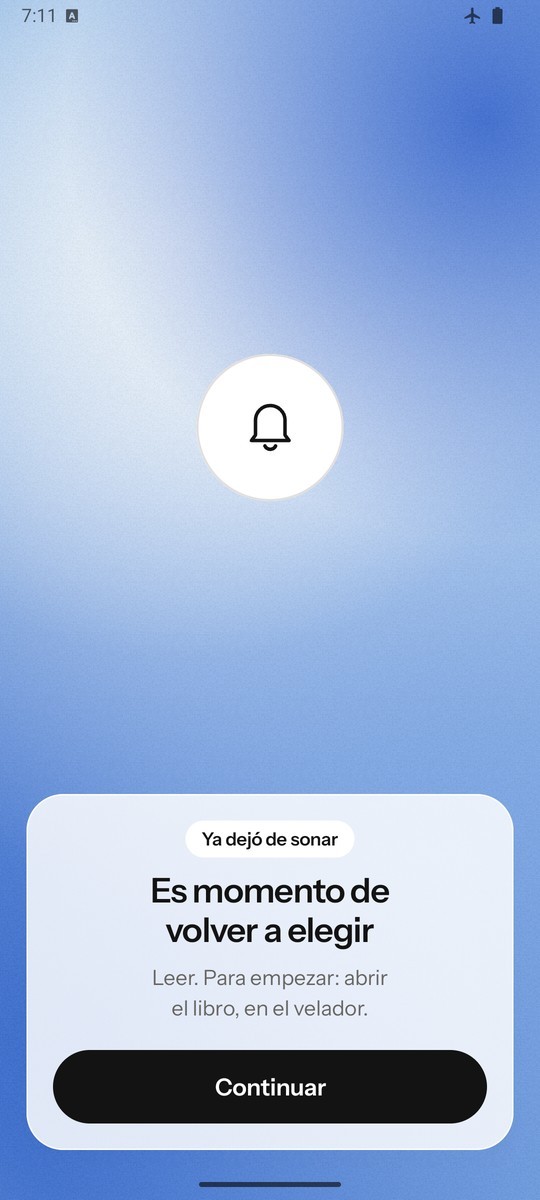 7:11 A
Ya dejó de sonar
Es momento de
volver a elegir
Leer. Para empezar: abrir
el libro, en el velador.
Continuar